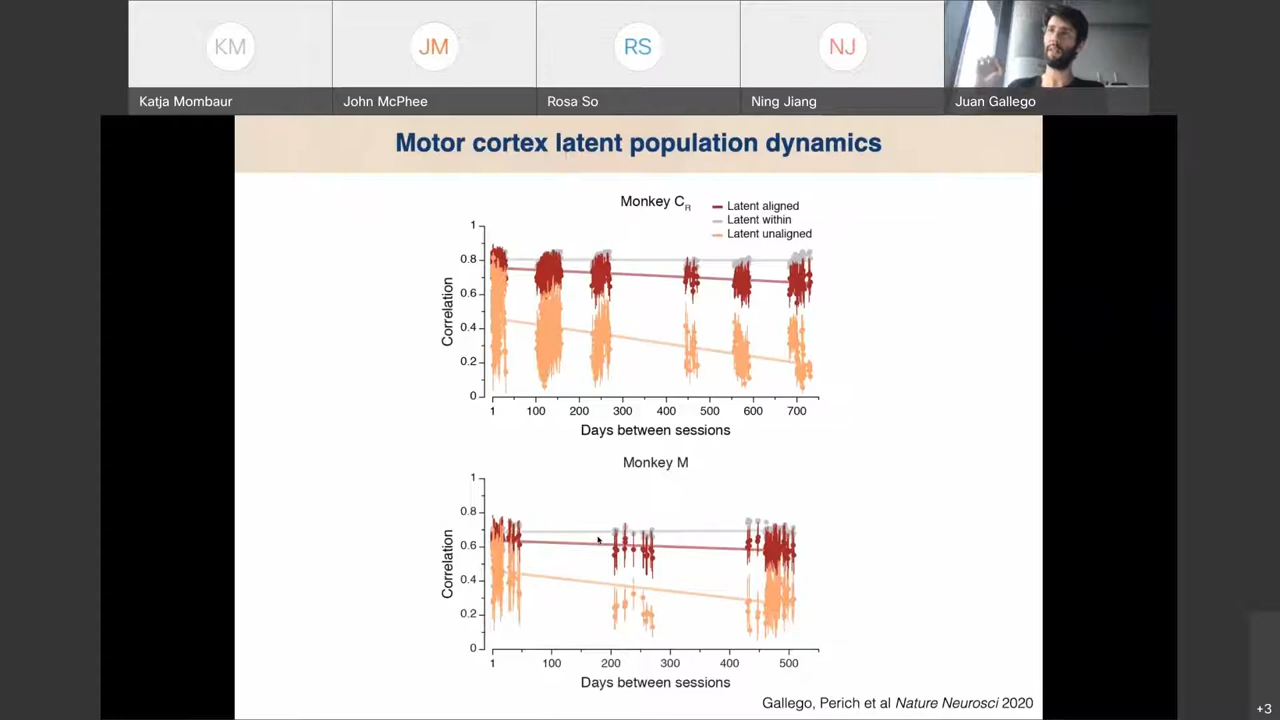 KM
JM
RS
NJ
Katja Mombaur
John McPhee
Rosa So
Ning Jiang
Juan Gallego
Motor cortex latent population dynamics
Monkey C_R
Latent aligned
Latent within
Latent unaligned
1
0.8
0.6
0.4
0.2
0
Correlation
1 100 200 300 400 500 600 700
Days between sessions
Monkey M
1
0.8
0.6
0.4
0.2
0
Correlation
1 100 200 300 400 500
Days between sessions
Gallego, Perich et al Nature Neurosci 2020
+3